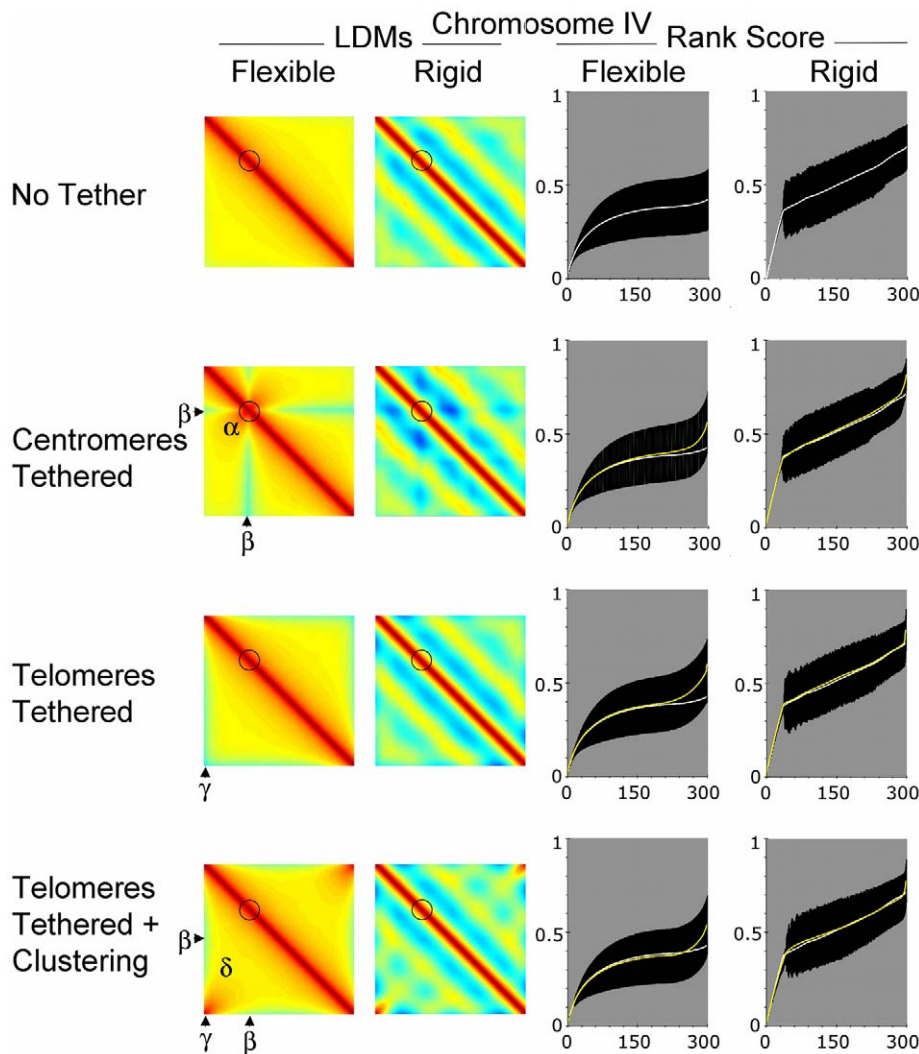 Chromosome IV
LDMs Rank Score
Flexible Rigid Flexible Rigid
No Tether
1 1
0.5 0.5
0 0
0 150 300 0 150 300
Centromeres
Tethered
β α
β
1 1
0.5 0.5
0 0
0 150 300 0 150 300
Telomeres
Tethered
γ
1 1
0.5 0.5
0 0
0 150 300 0 150 300
Telomeres
Tethered +
Clustering
β δ
γ β
1 1
0.5 0.5
0 0
0 150 300 0 150 300